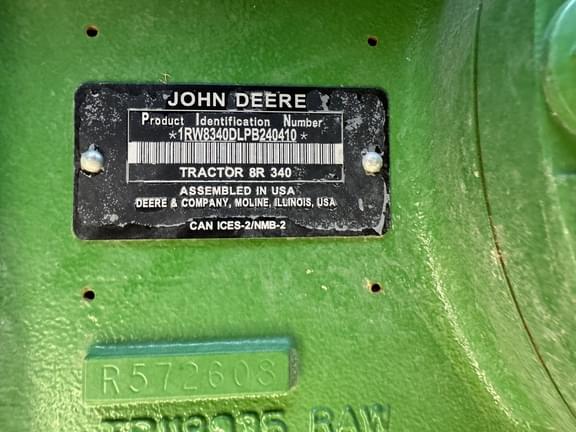 JOHN DEERE
Product Identification Number
*1RW8340DLPB240410*
TRACTOR 8R 340
ASSEMBLED IN USA
DEERE & COMPANY, MOLINE, ILLINOIS, USA
CAN ICES-2/NMB-2
R572608
RAW